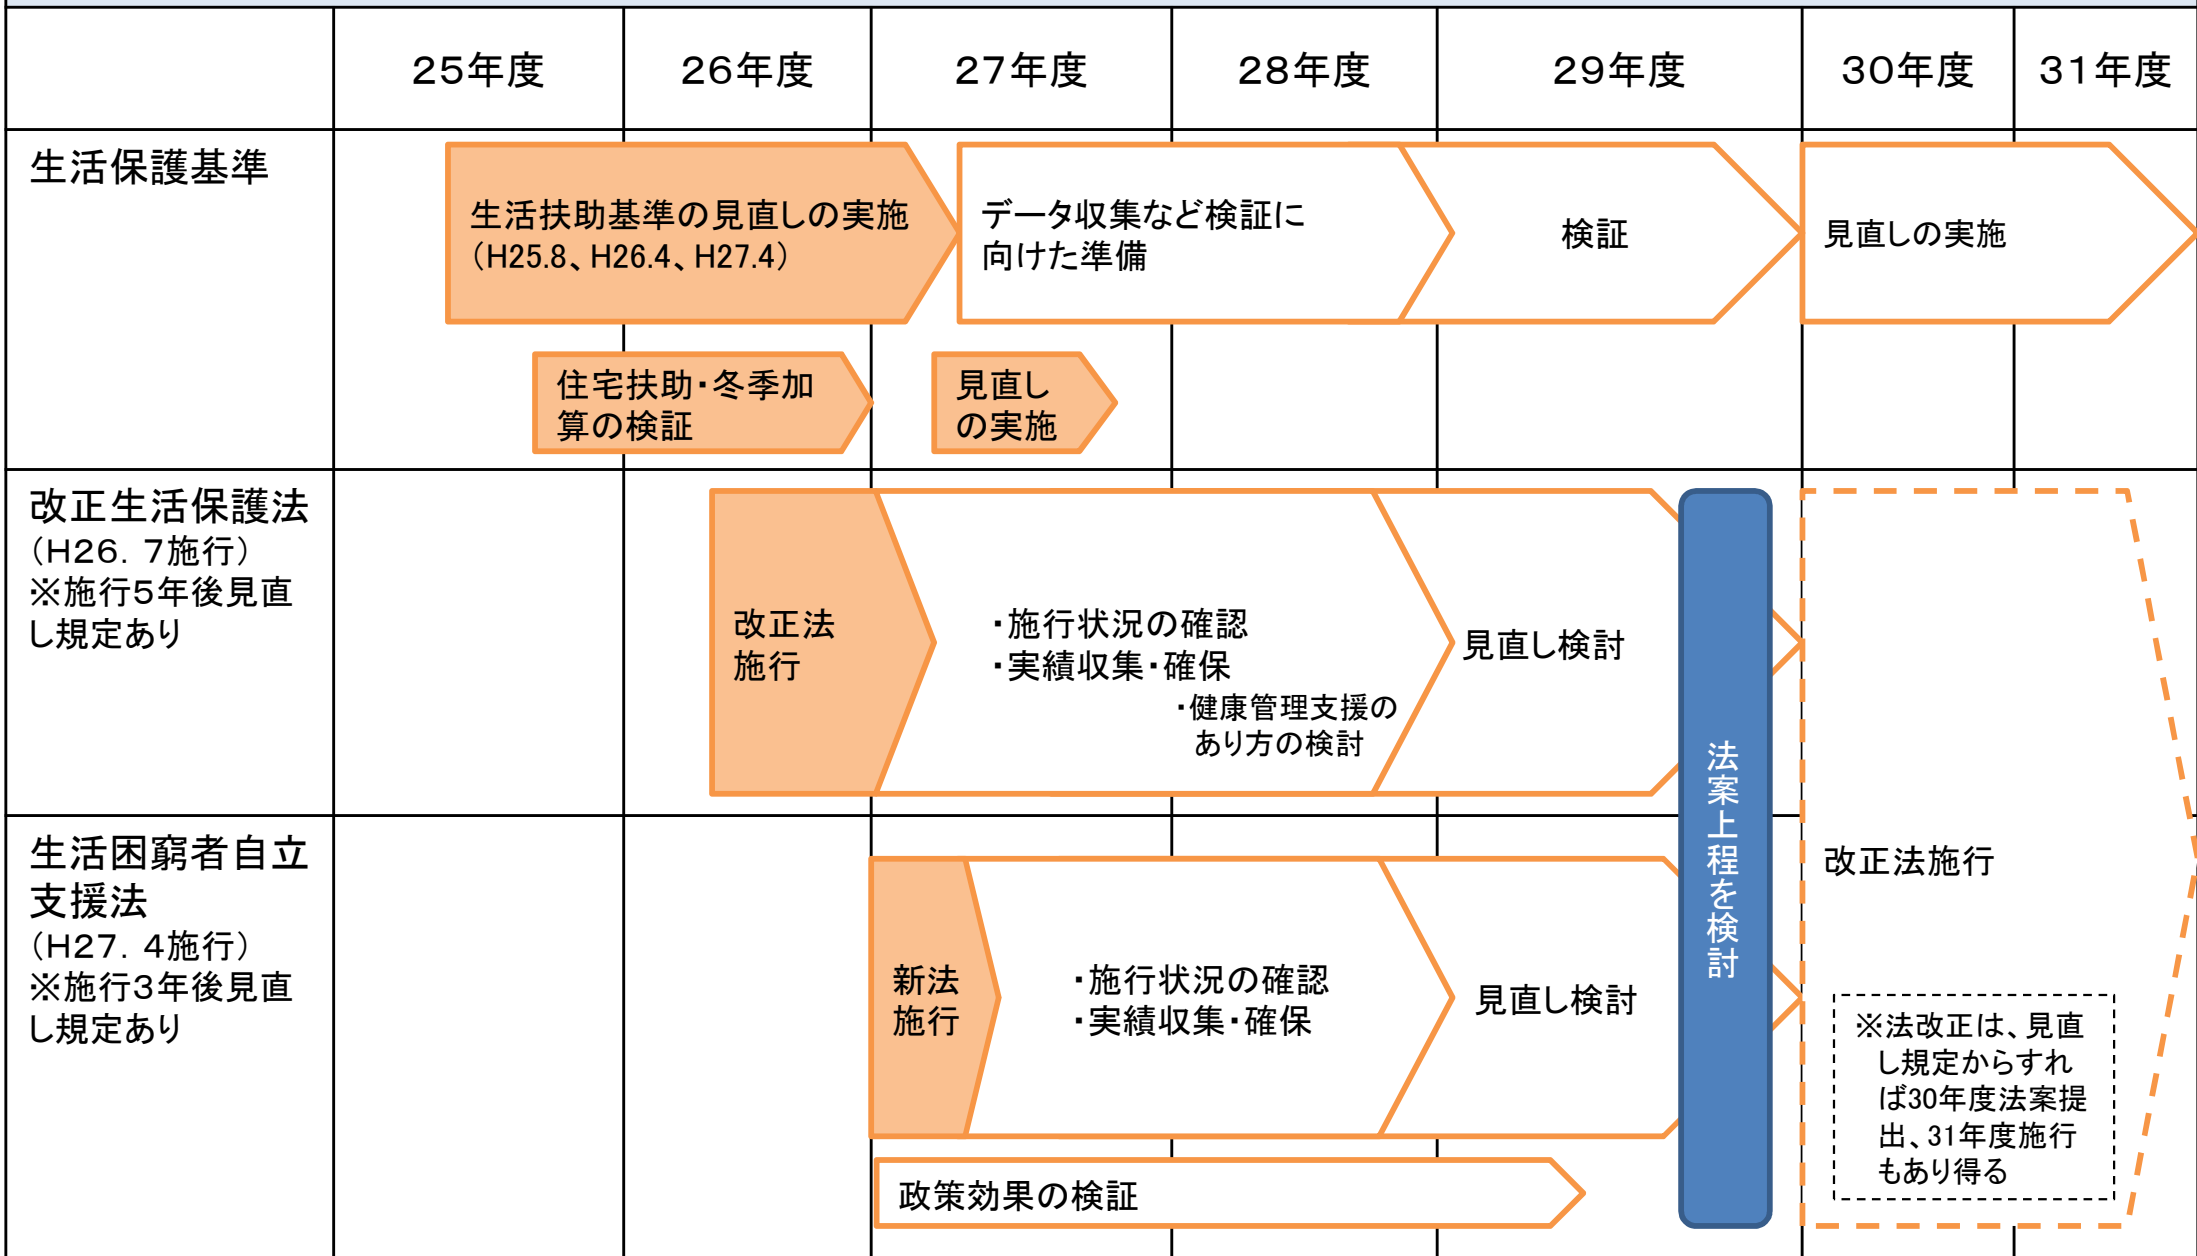 25年度
26年度
27年度
28年度
29年度
30年度
31年度
生活保護基準
生活扶助基準の見直しの実施
（H25.8、H26.4、H27.4）
データ収集など検証に
向けた準備
検証
見直しの実施
住宅扶助・冬季加
算の検証
見直し
の実施
改正生活保護法
（H26．7施行）
※施行5年後見直
し規定あり
改正法
施行
・施行状況の確認
・実績収集・確保
・健康管理支援の
あり方の検討
見直し検討
法案上程を検討
改正法施行
生活困窮者自立
支援法
（H27．4施行）
※施行3年後見直
し規定あり
新法
施行
・施行状況の確認
・実績収集・確保
見直し検討
※法改正は、見直
し規定からすれ
ば30年度法案提
出、31年度施行
もあり得る
政策効果の検証